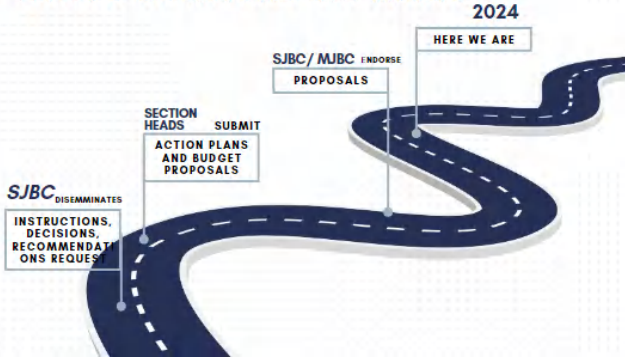 2024
HERE WE ARE
SJBC/ MJBC ENDORSE
PROPOSALS
SECTION
HEADS SUBMIT
ACTION PLANS
AND BUDGET
PROPOSALS
SJBC DISEMMINATES
INSTRUCTIONS,
DECISIONS,
RECOMMENDATI
ONS REQUEST